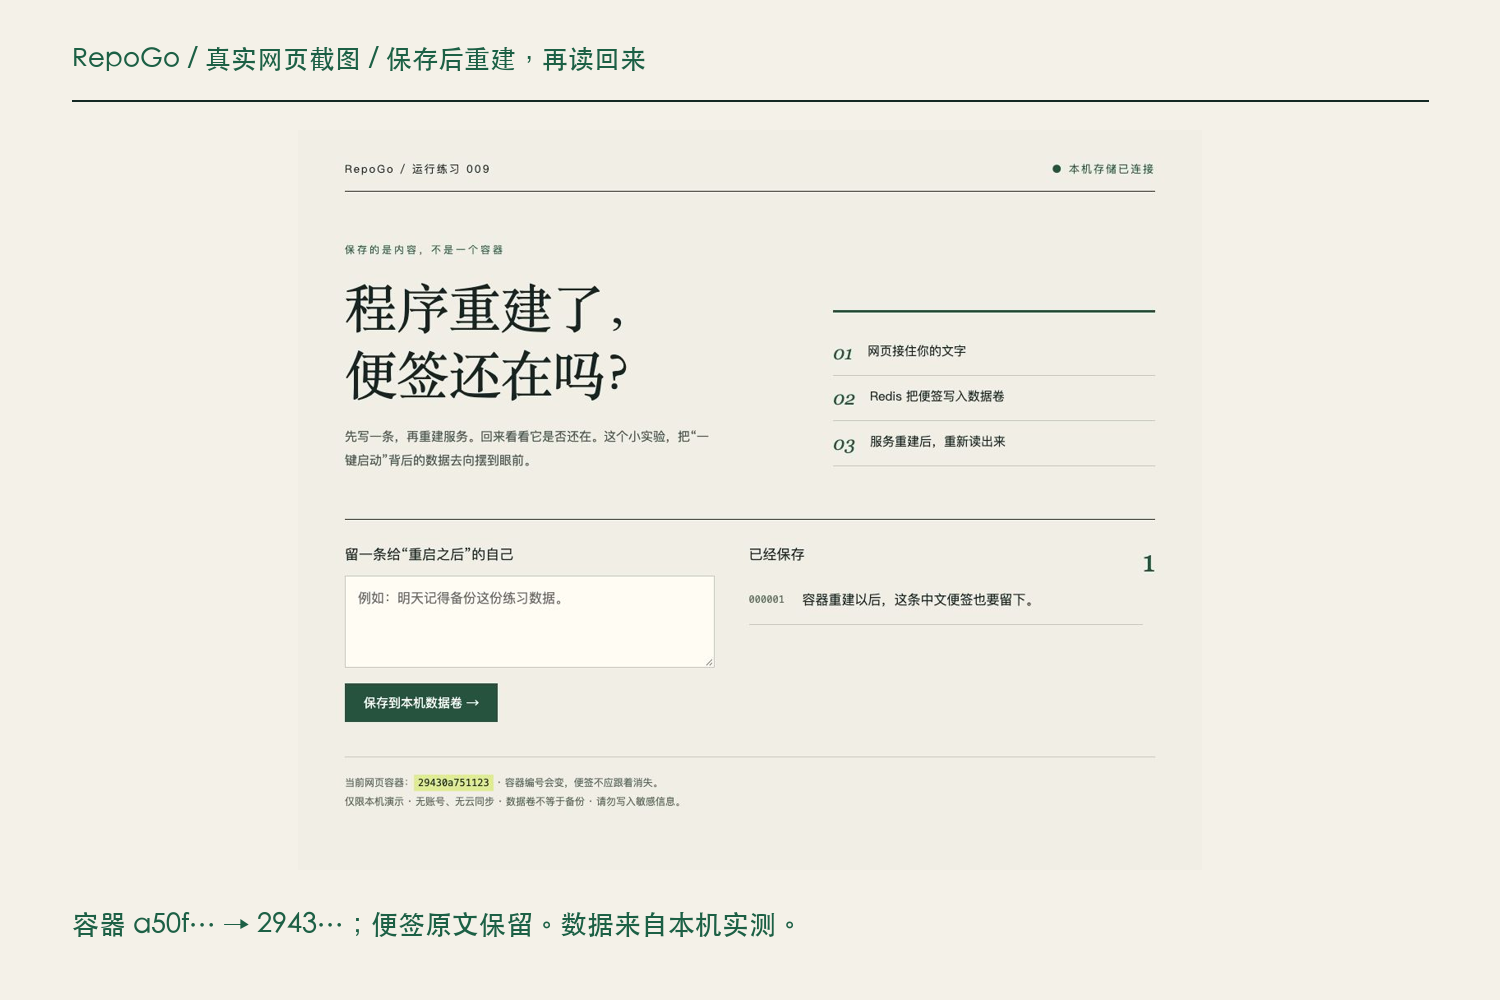 RepoGo / 真实网页截图 / 保存后重建，再读回来
RepoGo / 运行练习 009
本机存储已连接
保存的是内容，不是一个容器
程序重建了，
便签还在吗？
先写一条，再重建服务。回来看看它是否还在。这个小实验，把“一
键启动”背后的数据去向摆到眼前。
01 网页接住你的文字
02 Redis 把便签写入数据卷
03 服务重建后，重新读出来
留一条给“重启之后”的自己
例如：明天记得备份这份练习数据。
保存到本机数据卷 →
已经保存 1
000001 容器重建以后，这条中文便签也要留下。
当前网页容器： 29430a751123 · 容器编号会变，便签不应跟着消失。
仅限本机演示 · 无账号、无云同步 · 数据卷不等于备份 · 请勿写入敏感信息。
容器 a50f… → 2943…；便签原文保留。数据来自本机实测。